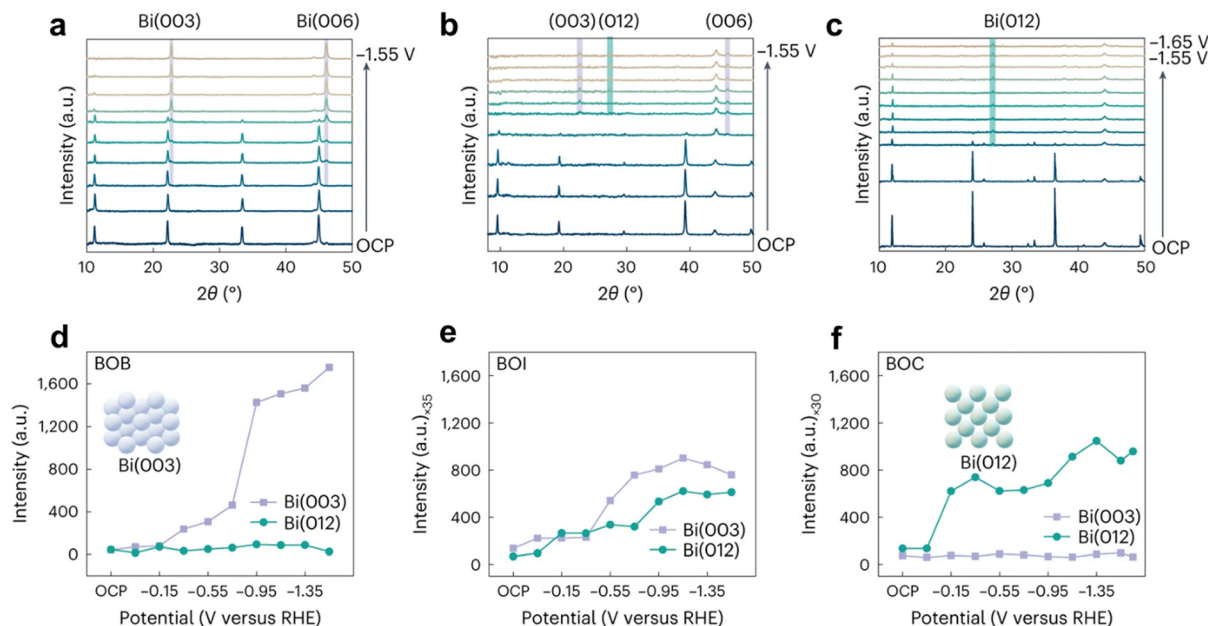 a
Bi(003)
Bi(006)
Intensity (a.u.)
−1.55 V
OCP
10 20 30 40 50
2θ (°)
b
(003) (012)
(006)
Intensity (a.u.)
−1.55 V
OCP
10 20 30 40 50
2θ (°)
c
Bi(012)
Intensity (a.u.)
−1.65 V
−1.55 V
OCP
10 20 30 40 50
2θ (°)
d
BOB
1,600
1,200
800
400
0
Intensity (a.u.)
Bi(003)
Bi(003)
Bi(012)
OCP −0.15 −0.55 −0.95 −1.35
Potential (V versus RHE)
e
BOI
1,600
1,200
800
400
0
Intensity (a.u.)×35
Bi(003)
Bi(012)
OCP −0.15 −0.55 −0.95 −1.35
Potential (V versus RHE)
f
BOC
1,600
1,200
800
400
0
Intensity (a.u.)×30
Bi(012)
Bi(003)
Bi(012)
OCP −0.15 −0.55 −0.95 −1.35
Potential (V versus RHE)